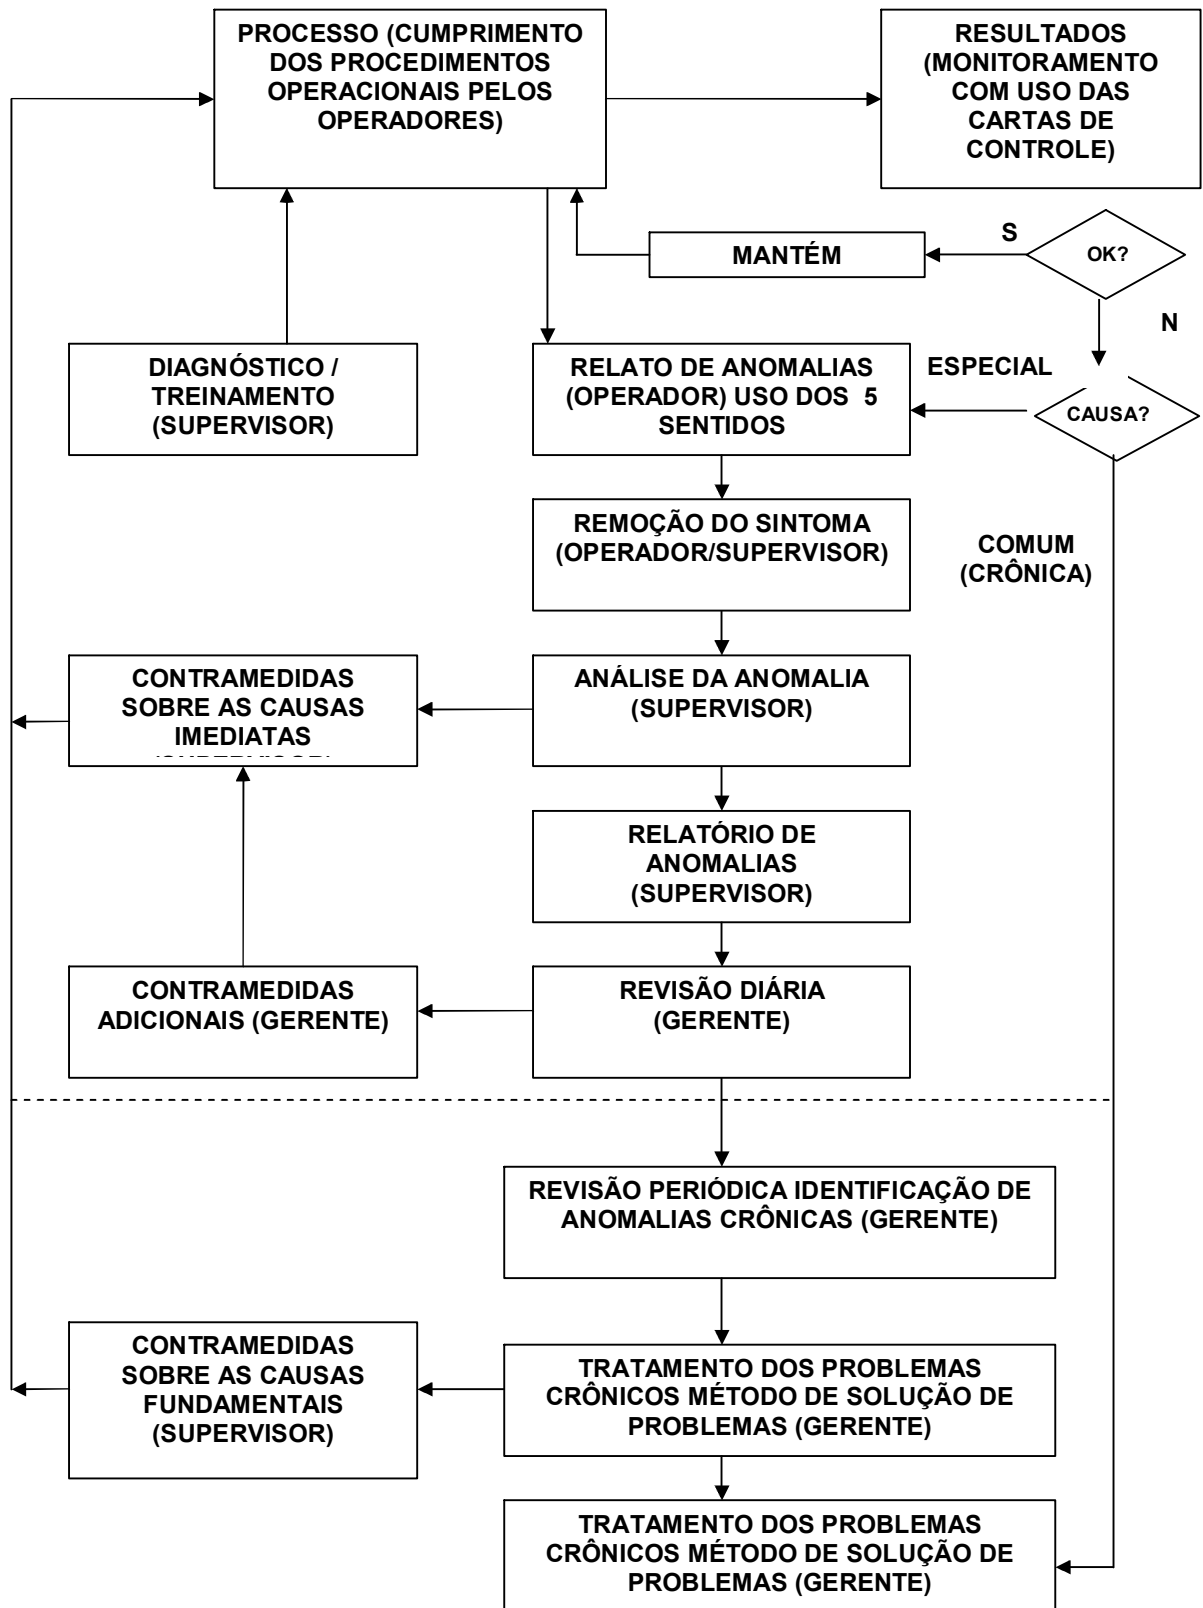 PROCESSO (CUMPRIMENTO
DOS PROCEDIMENTOS
OPERACIONAIS PELOS
OPERADORES)
RESULTADOS
(MONITORAMENTO
COM USO DAS
CARTAS DE
CONTROLE)
S
OK?
MANTÉM
N
DIAGNÓSTICO /
TREINAMENTO
(SUPERVISOR)
RELATO DE ANOMALIAS
(OPERADOR) USO DOS 5
SENTIDOS
ESPECIAL
CAUSA?
REMOÇÃO DO SINTOMA
(OPERADOR/SUPERVISOR)
COMUM
(CRÔNICA)
CONTRAMEDIDAS
SOBRE AS CAUSAS
IMEDIATAS
ANÁLISE DA ANOMALIA
(SUPERVISOR)
RELATÓRIO DE
ANOMALIAS
(SUPERVISOR)
CONTRAMEDIDAS
ADICIONAIS (GERENTE)
REVISÃO DIÁRIA
(GERENTE)
REVISÃO PERIÓDICA IDENTIFICAÇÃO DE
ANOMALIAS CRÔNICAS (GERENTE)
CONTRAMEDIDAS
SOBRE AS CAUSAS
FUNDAMENTAIS
(SUPERVISOR)
TRATAMENTO DOS PROBLEMAS
CRÔNICOS MÉTODO DE SOLUÇÃO DE
PROBLEMAS (GERENTE)
TRATAMENTO DOS PROBLEMAS
CRÔNICOS MÉTODO DE SOLUÇÃO DE
PROBLEMAS (GERENTE)